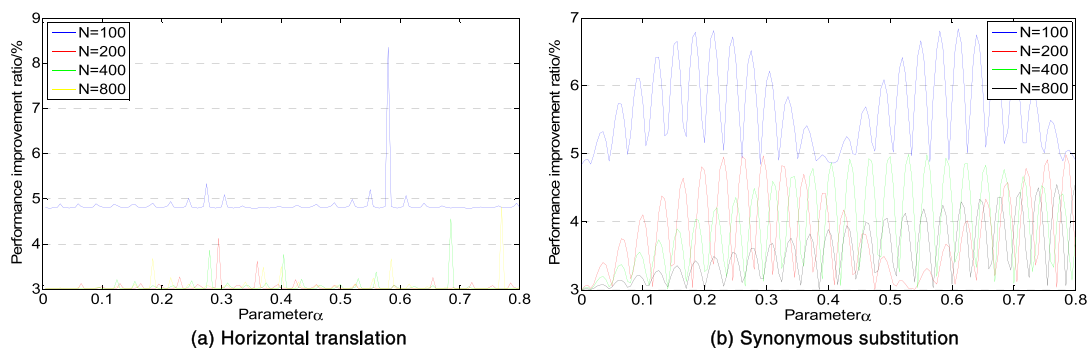 Performance improvement ratio/%
9
8
7
6
5
4
3
N=100
N=200
N=400
N=800
0
0.1
0.2
0.3
0.4
0.5
0.6
0.7
0.8
Parameterα
(a) Horizontal translation
Performance improvement ratio/%
7
6
5
4
3
N=100
N=200
N=400
N=800
0
0.1
0.2
0.3
0.4
0.5
0.6
0.7
0.8
Parameterα
(b) Synonymous substitution